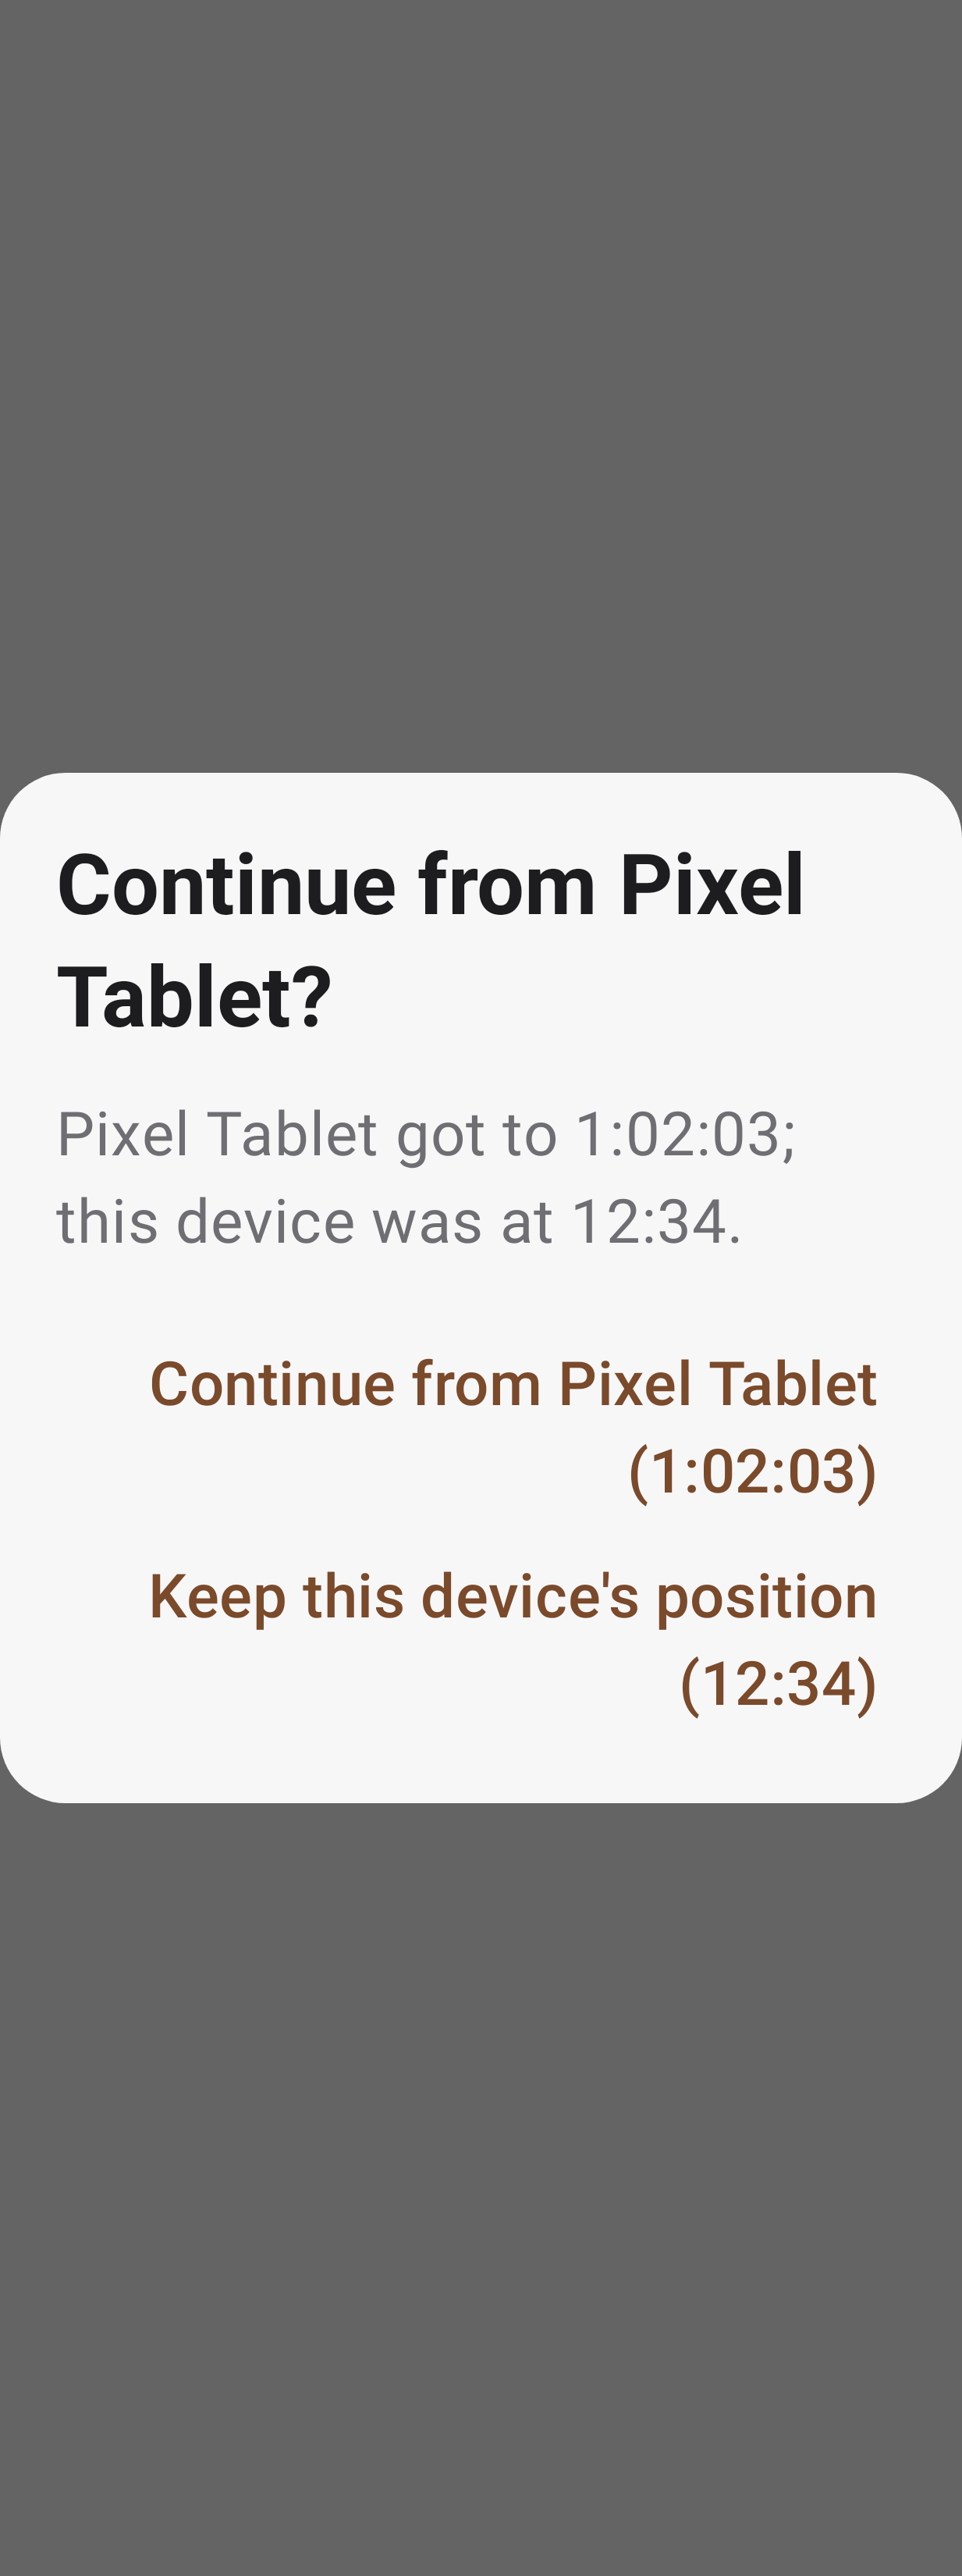 Continue from Pixel
Tablet?
Pixel Tablet got to 1:02:03;
this device was at 12:34.
Continue from Pixel Tablet
(1:02:03)
Keep this device's position
(12:34)